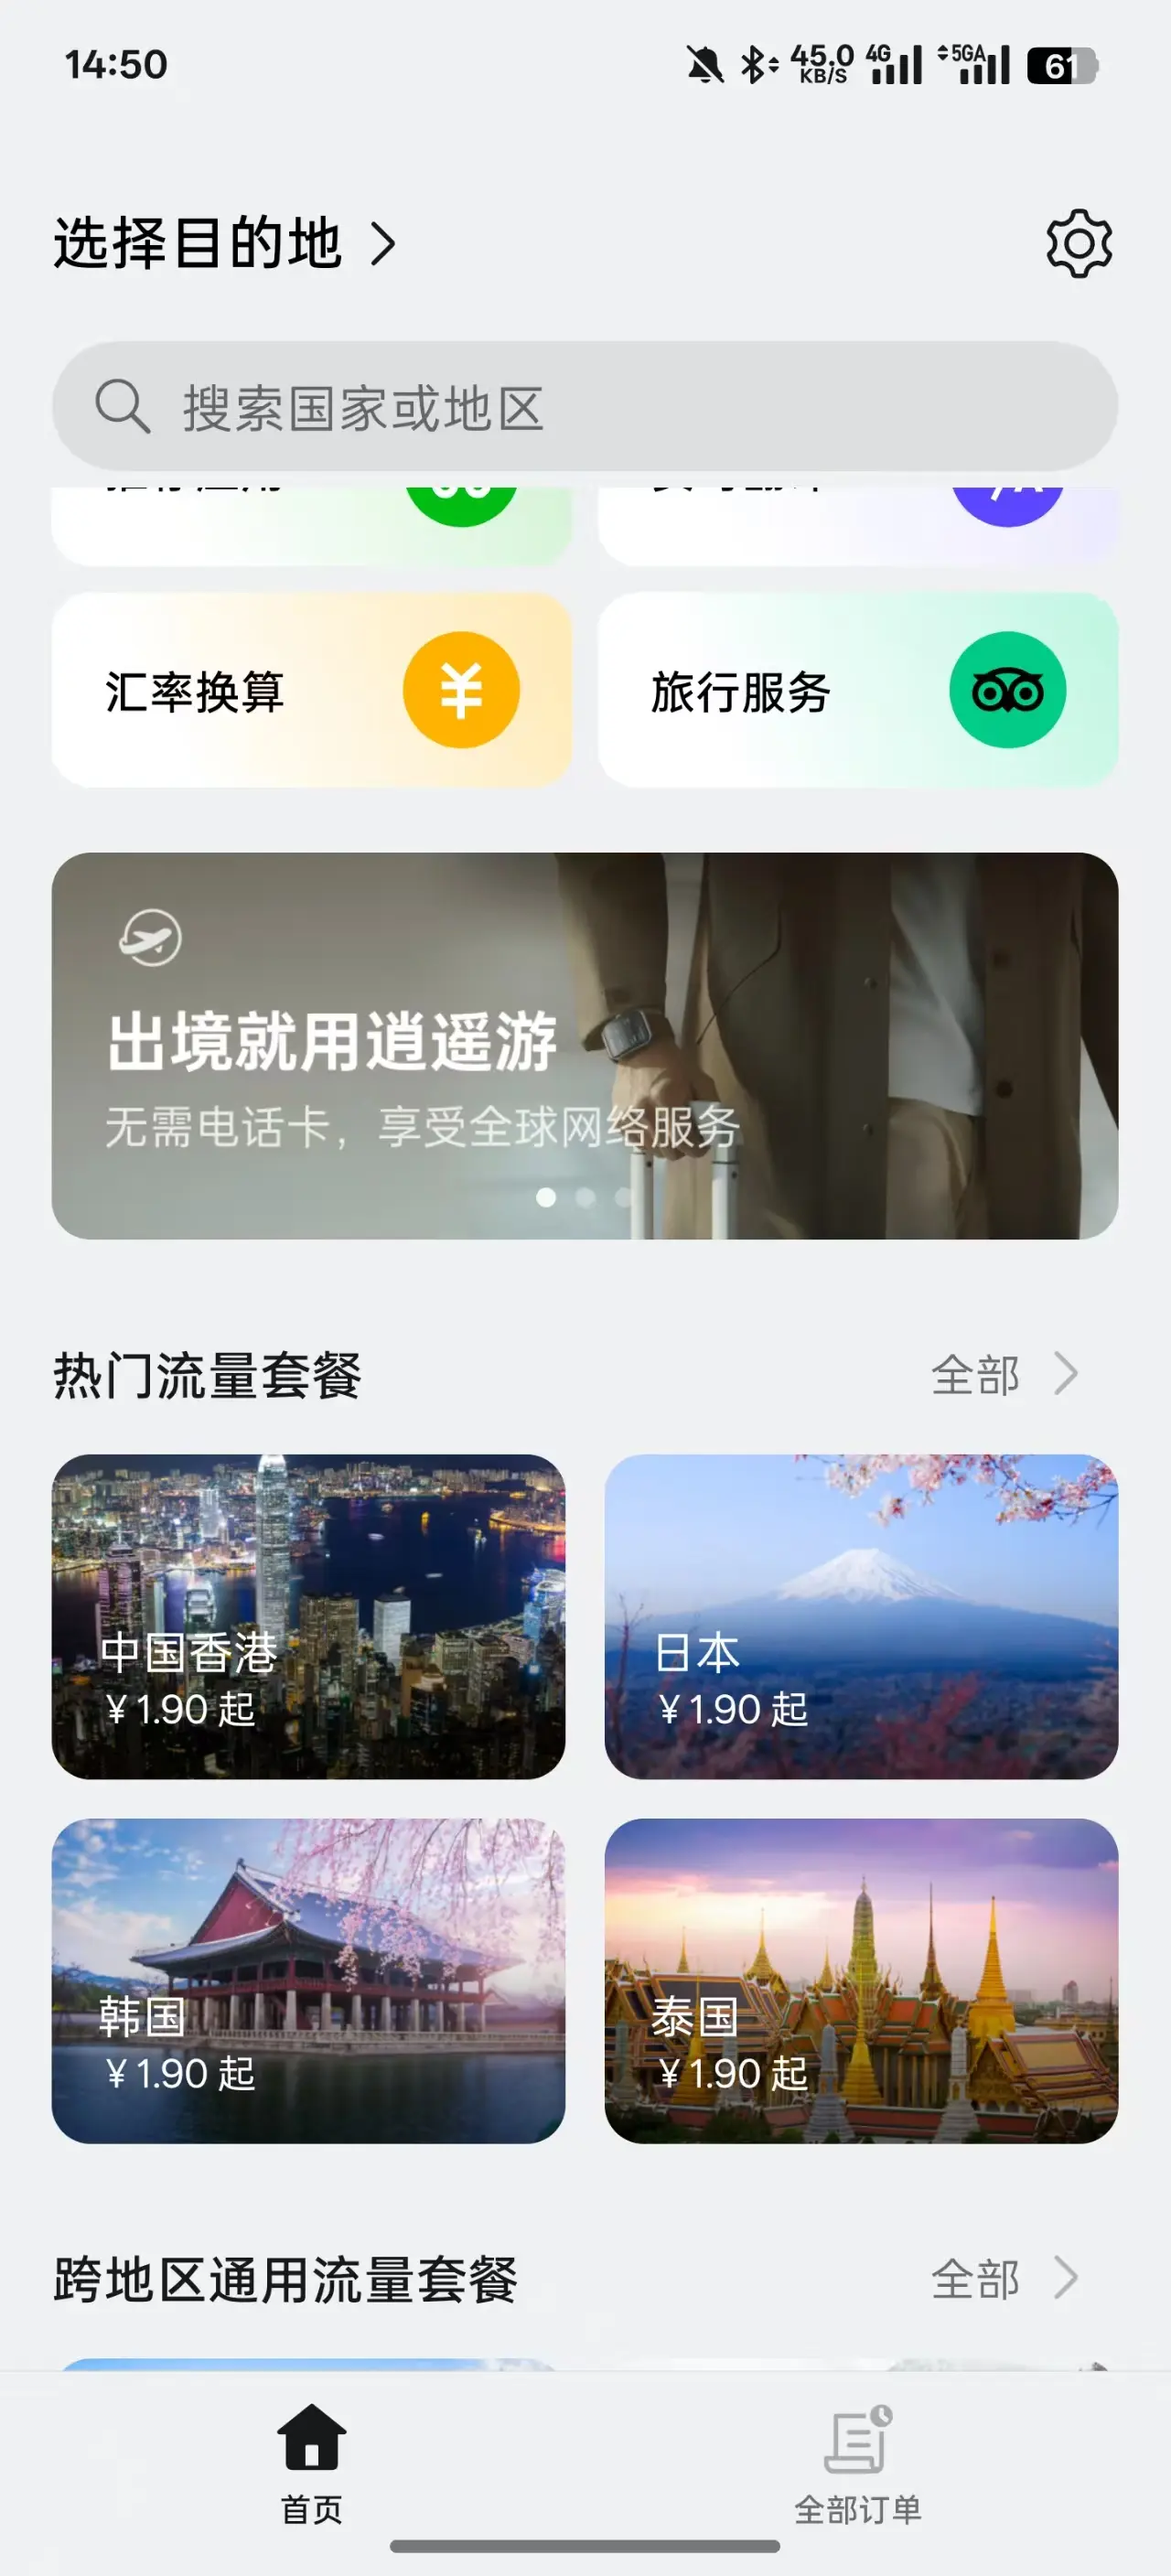 14:50
45.0
KB/S
4G
5GA
61
选择目的地
搜索国家或地区
汇率换算
旅行服务
出境就用逍遥游
无需电话卡，享受全球网络服务
热门流量套餐
全部
中国香港
¥ 1.90 起
日本
¥ 1.90 起
韩国
¥ 1.90 起
泰国
¥ 1.90 起
跨地区通用流量套餐
全部
首页
全部订单